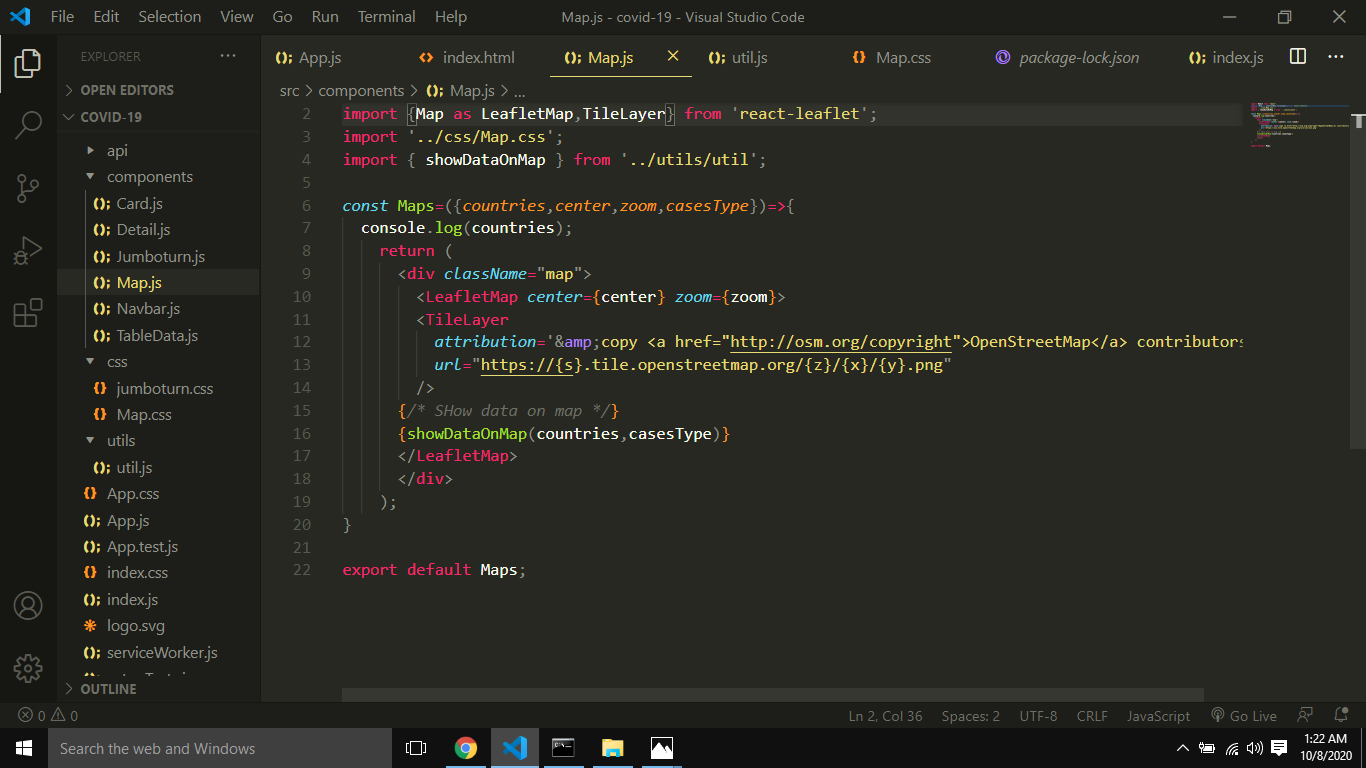 File Edit Selection View Go Run Terminal Help Map.js - covid-19 - Visual Studio Code
EXPLORER
OPEN EDITORS
COVID-19
api
components
Card.js
Detail.js
Jumboturn.js
Map.js
Navbar.js
TableData.js
css
jumboturn.css
Map.css
utils
util.js
App.css
App.js
App.test.js
index.css
index.js
logo.svg
serviceWorker.js
OUTLINE
App.js index.html Map.js util.js Map.css package-lock.json index.js
src > components > Map.js > ...
2 import {Map as LeafletMap,TileLayer} from 'react-leaflet';
3 import '../css/Map.css';
4 import { showDataOnMap } from '../utils/util';
5
6 const Maps=({countries,center,zoom,casesType})=>{
7 console.log(countries);
8 return (
9 <div className="map">
10 <LeafletMap center={center} zoom={zoom}>
11 <TileLayer
12 attribution='&amp;copy <a href="http://osm.org/copyright">OpenStreetMap</a> contributors
13 url="https://{s}.tile.openstreetmap.org/{z}/{x}/{y}.png"
14 />
15 {/* SHow data on map */}
16 {showDataOnMap(countries,casesType)}
17 </LeafletMap>
18 </div>
19 );
20 }
21
22 export default Maps;
0 0 Ln 2, Col 36 Spaces: 2 UTF-8 CRLF JavaScript Go Live
Search the web and Windows
1:22 AM
10/8/2020